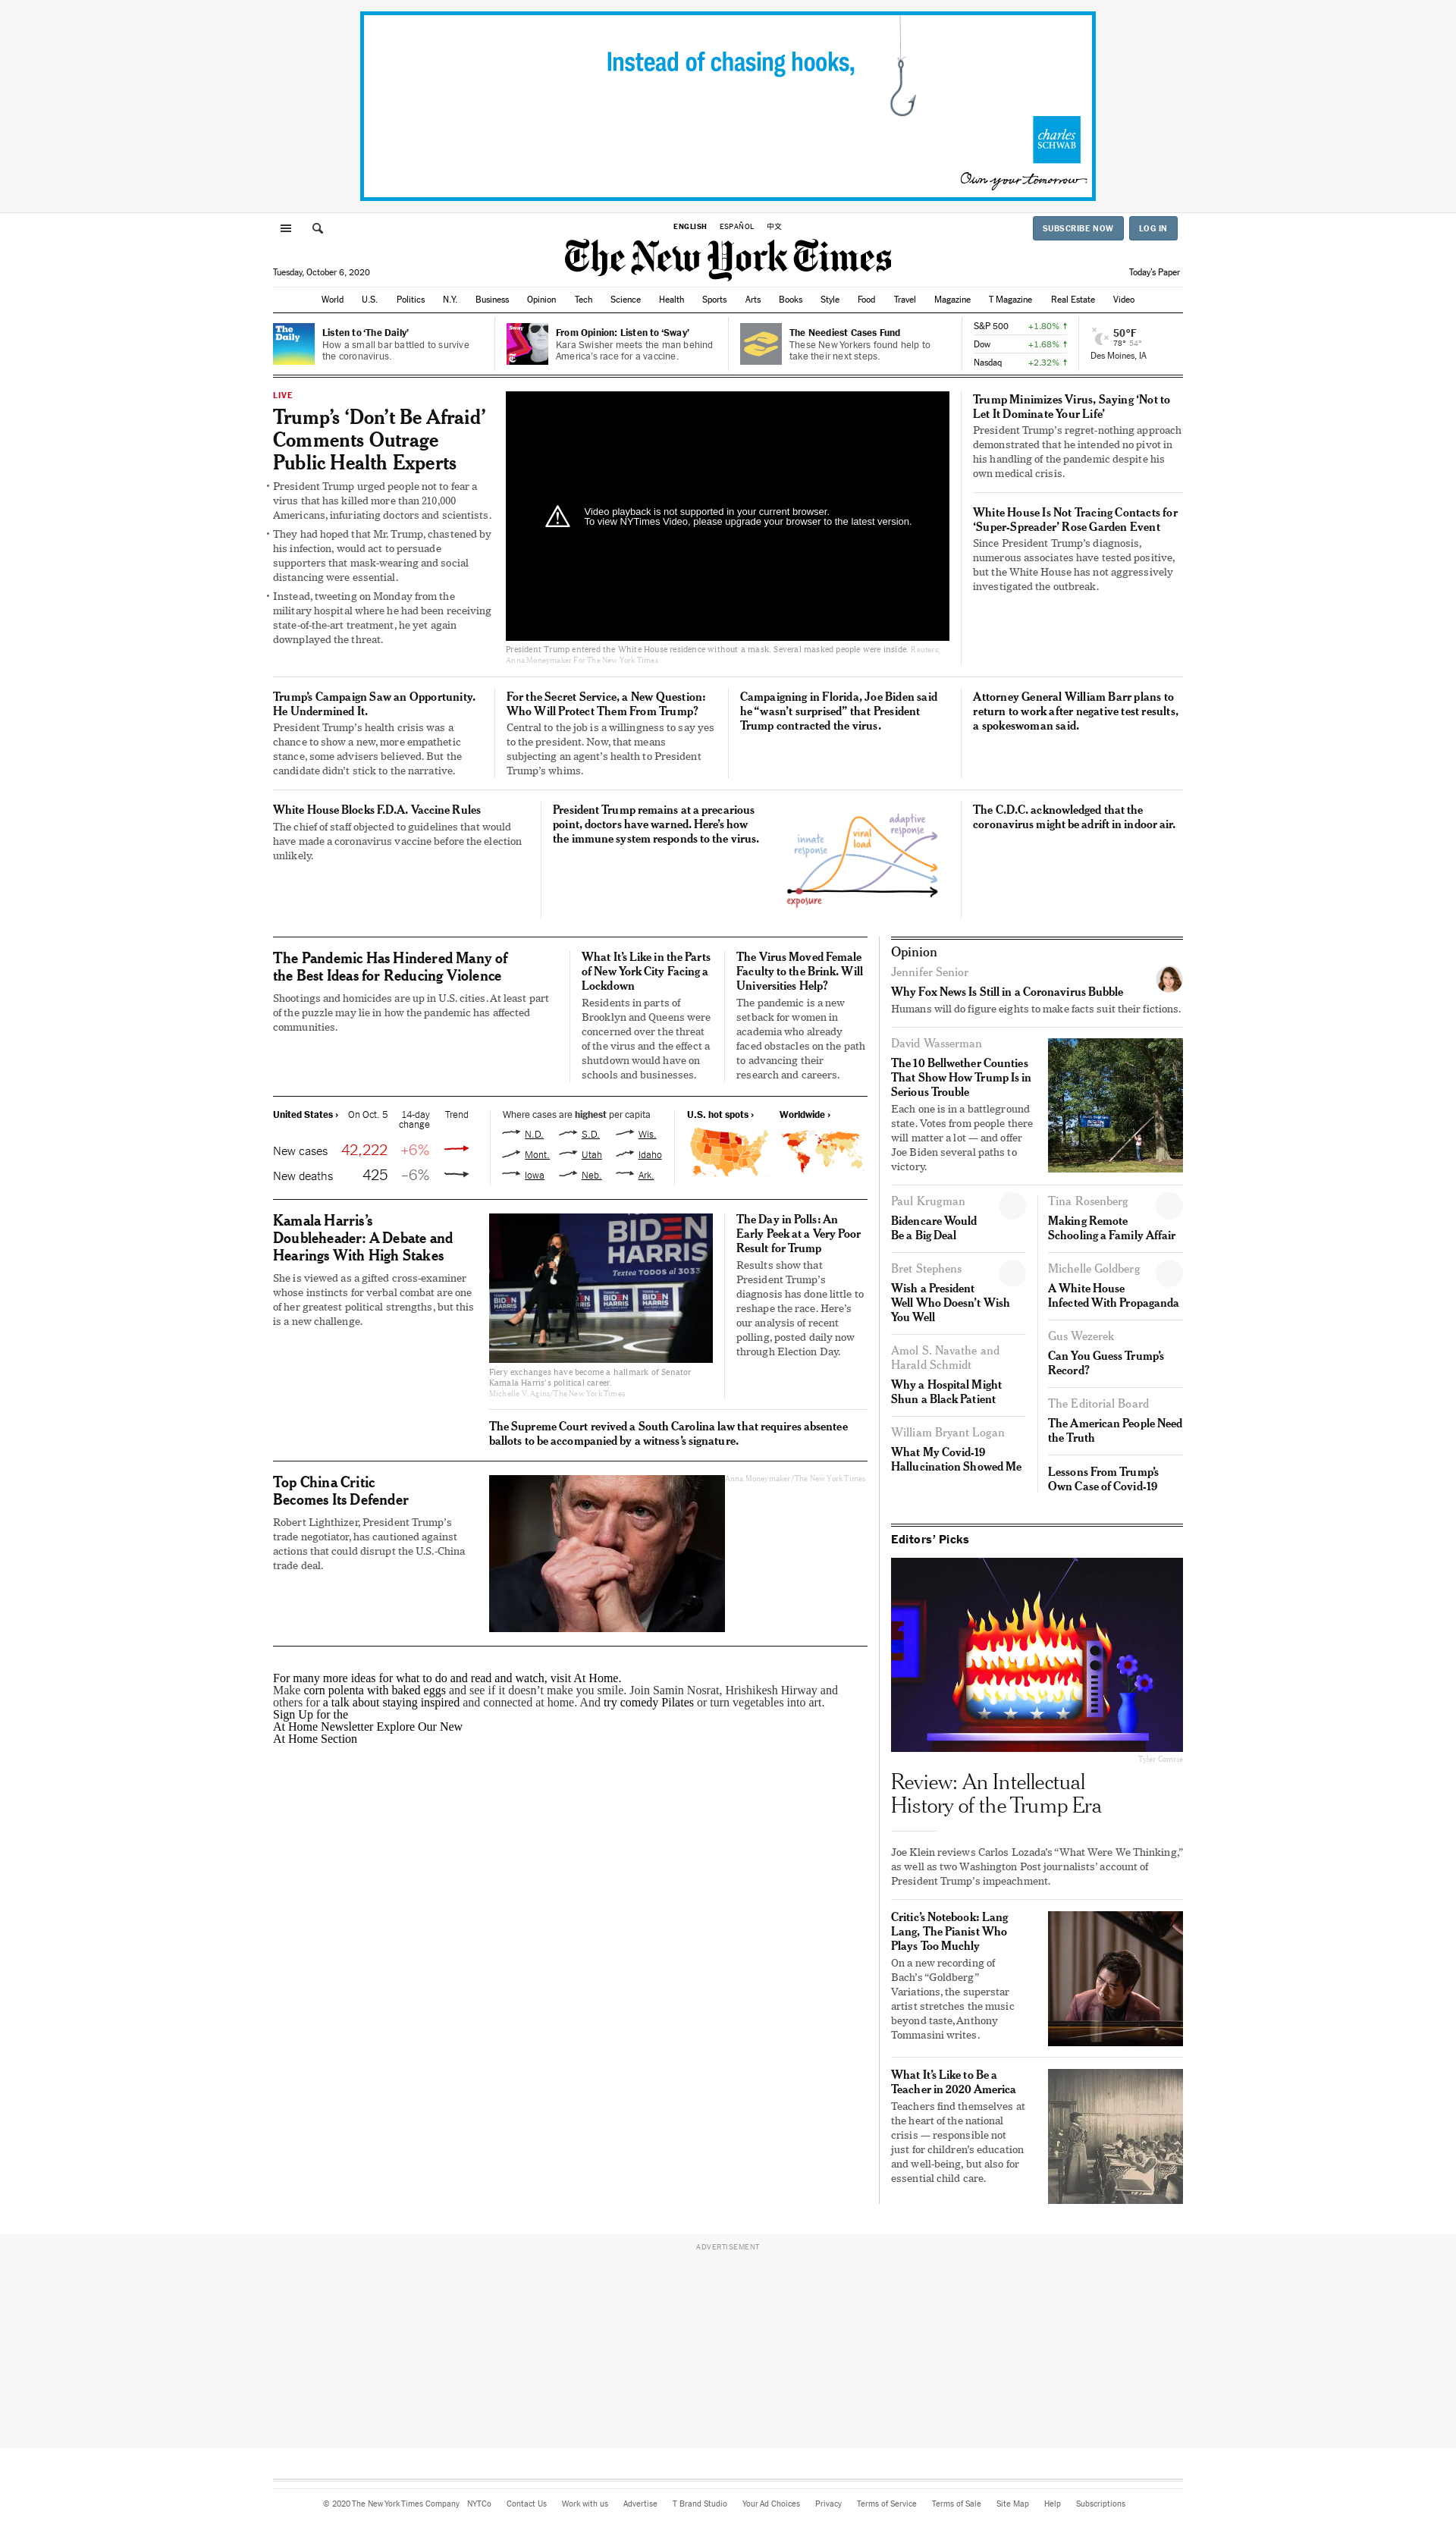 Instead of chasing hooks,
charles
SCHWAB
Own your tomorrow.
ENGLISH
ESPAÑOL
中文
SUBSCRIBE NOW
LOG IN
The New York Times
Tuesday, October 6, 2020
Today's Paper
World U.S. Politics N.Y. Business Opinion Tech Science Health Sports Arts Books Style Food Travel Magazine T Magazine Real Estate Video
The
Daily
Listen to ‘The Daily’
How a small bar battled to survive
the coronavirus.
Sway
From Opinion: Listen to ‘Sway’
Kara Swisher meets the man behind
America’s race for a vaccine.
The Neediest Cases Fund
These New Yorkers found help to
take their next steps.
S&P 500 +1.80% ↑
Dow +1.68% ↑
Nasdaq +2.32% ↑
50°F
78° 54°
Des Moines, IA
LIVE
Trump’s ‘Don’t Be Afraid’
Comments Outrage
Public Health Experts
• President Trump urged people not to fear a
virus that has killed more than 210,000
Americans, infuriating doctors and scientists.
• They had hoped that Mr. Trump, chastened by
his infection, would act to persuade
supporters that mask-wearing and social
distancing were essential.
• Instead, tweeting on Monday from the
military hospital where he had been receiving
state-of-the-art treatment, he yet again
downplayed the threat.
Video playback is not supported in your current browser.
To view NYTimes Video, please upgrade your browser to the latest version.
President Trump entered the White House residence without a mask. Several masked people were inside. Reuters;
Anna Moneymaker For The New York Times
Trump Minimizes Virus, Saying ‘Not to
Let It Dominate Your Life’
President Trump’s regret-nothing approach
demonstrated that he intended no pivot in
his handling of the pandemic despite his
own medical crisis.
White House Is Not Tracing Contacts for
‘Super-Spreader’ Rose Garden Event
Since President Trump’s diagnosis,
numerous associates have tested positive,
but the White House has not aggressively
investigated the outbreak.
Trump’s Campaign Saw an Opportunity.
He Undermined It.
President Trump’s health crisis was a
chance to show a new, more empathetic
stance, some advisers believed. But the
candidate didn’t stick to the narrative.
For the Secret Service, a New Question:
Who Will Protect Them From Trump?
Central to the job is a willingness to say yes
to the president. Now, that means
subjecting an agent’s health to President
Trump’s whims.
Campaigning in Florida, Joe Biden said
he “wasn’t surprised” that President
Trump contracted the virus.
Attorney General William Barr plans to
return to work after negative test results,
a spokeswoman said.
White House Blocks F.D.A. Vaccine Rules
The chief of staff objected to guidelines that would
have made a coronavirus vaccine before the election
unlikely.
President Trump remains at a precarious
point, doctors have warned. Here’s how
the immune system responds to the virus.
innate
response
viral
load
adaptive
response
exposure
The C.D.C. acknowledged that the
coronavirus might be adrift in indoor air.
The Pandemic Has Hindered Many of
the Best Ideas for Reducing Violence
Shootings and homicides are up in U.S. cities. At least part
of the puzzle may lie in how the pandemic has affected
communities.
What It’s Like in the Parts
of New York City Facing a
Lockdown
Residents in parts of
Brooklyn and Queens were
concerned over the threat
of the virus and the effect a
shutdown would have on
schools and businesses.
The Virus Moved Female
Faculty to the Brink. Will
Universities Help?
The pandemic is a new
setback for women in
academia who already
faced obstacles on the path
to advancing their
research and careers.
United States › On Oct. 5 14-day
change Trend
New cases 42,222 +6%
New deaths 425 –6%
Where cases are highest per capita
N.D. S.D. Wis.
Mont. Utah Idaho
Iowa Neb. Ark.
U.S. hot spots ›
Worldwide ›
Kamala Harris’s
Doubleheader: A Debate and
Hearings With High Stakes
She is viewed as a gifted cross-examiner
whose instincts for verbal combat are one
of her greatest political strengths, but this
is a new challenge.
BIDEN
HARRIS
Textea TODOS al 30330
BIDEN
HARRIS
BIDEN
HARRIS
BIDEN
HARRIS
Fiery exchanges have become a hallmark of Senator
Kamala Harris’s political career.
Michelle V. Agins/The New York Times
The Day in Polls: An
Early Peek at a Very Poor
Result for Trump
Results show that
President Trump’s
diagnosis has done little to
reshape the race. Here’s
our analysis of recent
polling, posted daily now
through Election Day.
The Supreme Court revived a South Carolina law that requires absentee
ballots to be accompanied by a witness’s signature.
Top China Critic
Becomes Its Defender
Robert Lighthizer, President Trump’s
trade negotiator, has cautioned against
actions that could disrupt the U.S.-China
trade deal.
Anna Moneymaker/The New York Times
For many more ideas for what to do and read and watch, visit At Home.
Make corn polenta with baked eggs and see if it doesn’t make you smile. Join Samin Nosrat, Hrishikesh Hirway and
others for a talk about staying inspired and connected at home. And try comedy Pilates or turn vegetables into art.
Sign Up for the
At Home Newsletter Explore Our New
At Home Section
Opinion
Jennifer Senior
Why Fox News Is Still in a Coronavirus Bubble
Humans will do figure eights to make facts suit their fictions.
David Wasserman
The 10 Bellwether Counties
That Show How Trump Is in
Serious Trouble
Each one is in a battleground
state. Votes from people there
will matter a lot — and offer
Joe Biden several paths to
victory.
Paul Krugman
Bidencare Would
Be a Big Deal
Bret Stephens
Wish a President
Well Who Doesn’t Wish
You Well
Amol S. Navathe and
Harald Schmidt
Why a Hospital Might
Shun a Black Patient
William Bryant Logan
What My Covid-19
Hallucination Showed Me
Tina Rosenberg
Making Remote
Schooling a Family Affair
Michelle Goldberg
A White House
Infected With Propaganda
Gus Wezerek
Can You Guess Trump’s
Record?
The Editorial Board
The American People Need
the Truth
Lessons From Trump’s
Own Case of Covid-19
Editors’ Picks
Tyler Comrie
Review: An Intellectual
History of the Trump Era
Joe Klein reviews Carlos Lozada’s “What Were We Thinking,”
as well as two Washington Post journalists’ account of
President Trump’s impeachment.
Critic’s Notebook: Lang
Lang, The Pianist Who
Plays Too Muchly
On a new recording of
Bach’s “Goldberg”
Variations, the superstar
artist stretches the music
beyond taste, Anthony
Tommasini writes.
What It’s Like to Be a
Teacher in 2020 America
Teachers find themselves at
the heart of the national
crisis — responsible not
just for children’s education
and well-being, but also for
essential child care.
ADVERTISEMENT
© 2020 The New York Times Company NYTCo Contact Us Work with us Advertise T Brand Studio Your Ad Choices Privacy Terms of Service Terms of Sale Site Map Help Subscriptions